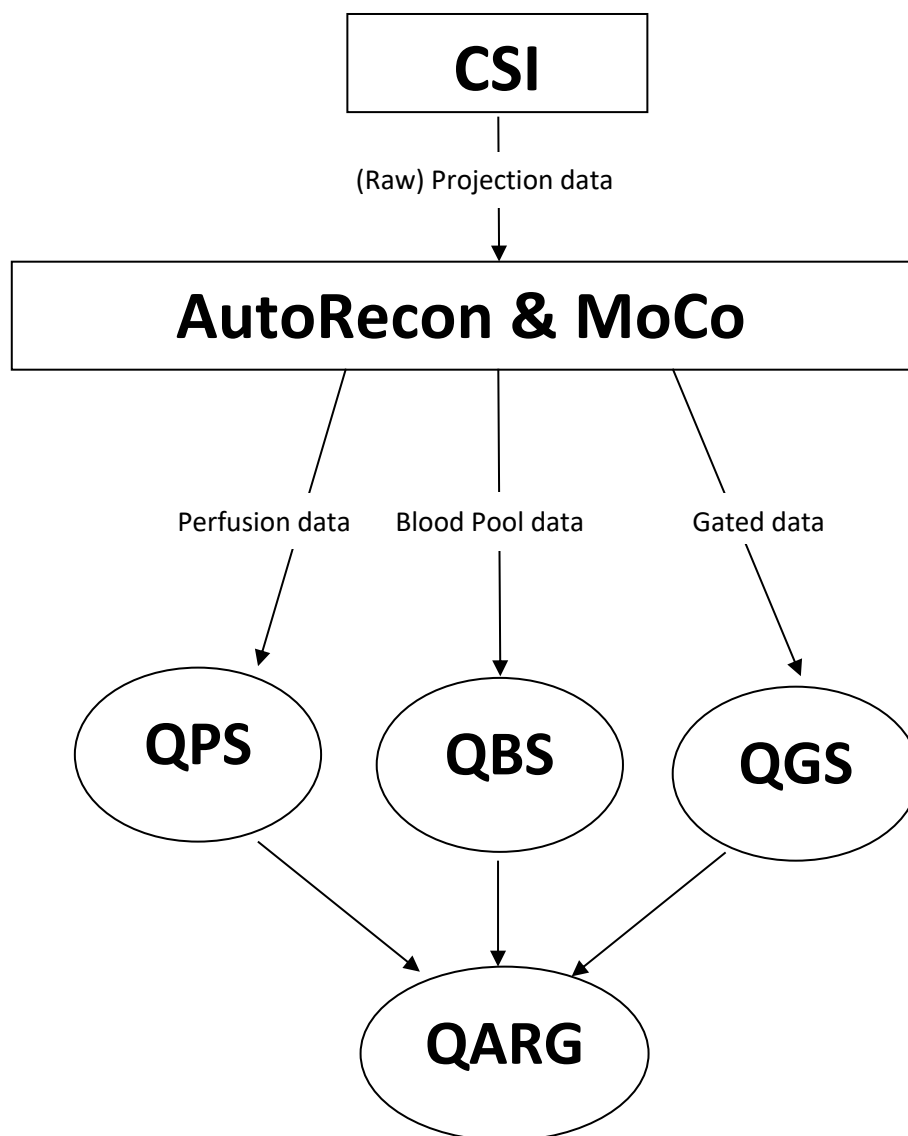 CSI
(Raw) Projection data
AutoRecon & MoCo
Perfusion data
Blood Pool data
Gated data
QPS
QBS
QGS
QARG